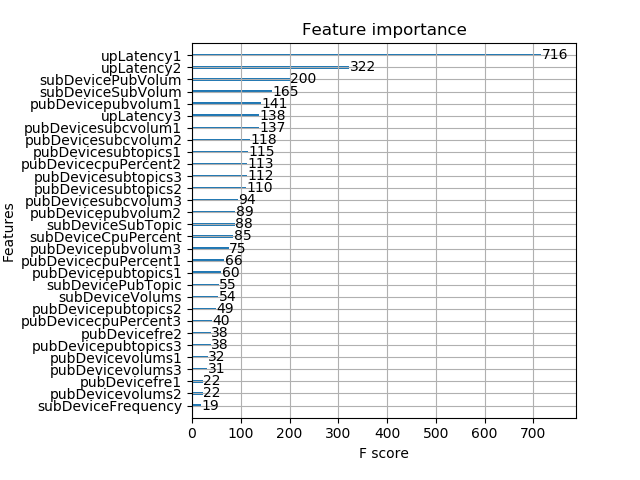 Feature importance
upLatency1 716
upLatency2 322
subDevicePubVolum 200
subDeviceSubVolum 165
pubDevicepubvolum1 141
upLatency3 138
pubDevicesubcvolum1 137
pubDevicesubcvolum2 118
pubDevicesubtopics1 115
pubDevicecpuPercent2 113
pubDevicesubtopics3 112
pubDevicesubtopics2 110
pubDevicesubcvolum3 94
pubDevicepubvolum2 89
subDeviceSubTopic 88
subDeviceCpuPercent 85
pubDevicepubvolum3 75
pubDevicecpuPercent1 66
pubDevicepubtopics1 60
subDevicePubTopic 55
subDeviceVolums 54
pubDevicepubtopics2 49
pubDevicecpuPercent3 40
pubDevicefre2 38
pubDevicepubtopics3 38
pubDevicevolums1 32
pubDevicevolums3 31
pubDevicefre1 22
pubDevicevolums2 22
subDeviceFrequency 19
Features
0 100 200 300 400 500 600 700
F score